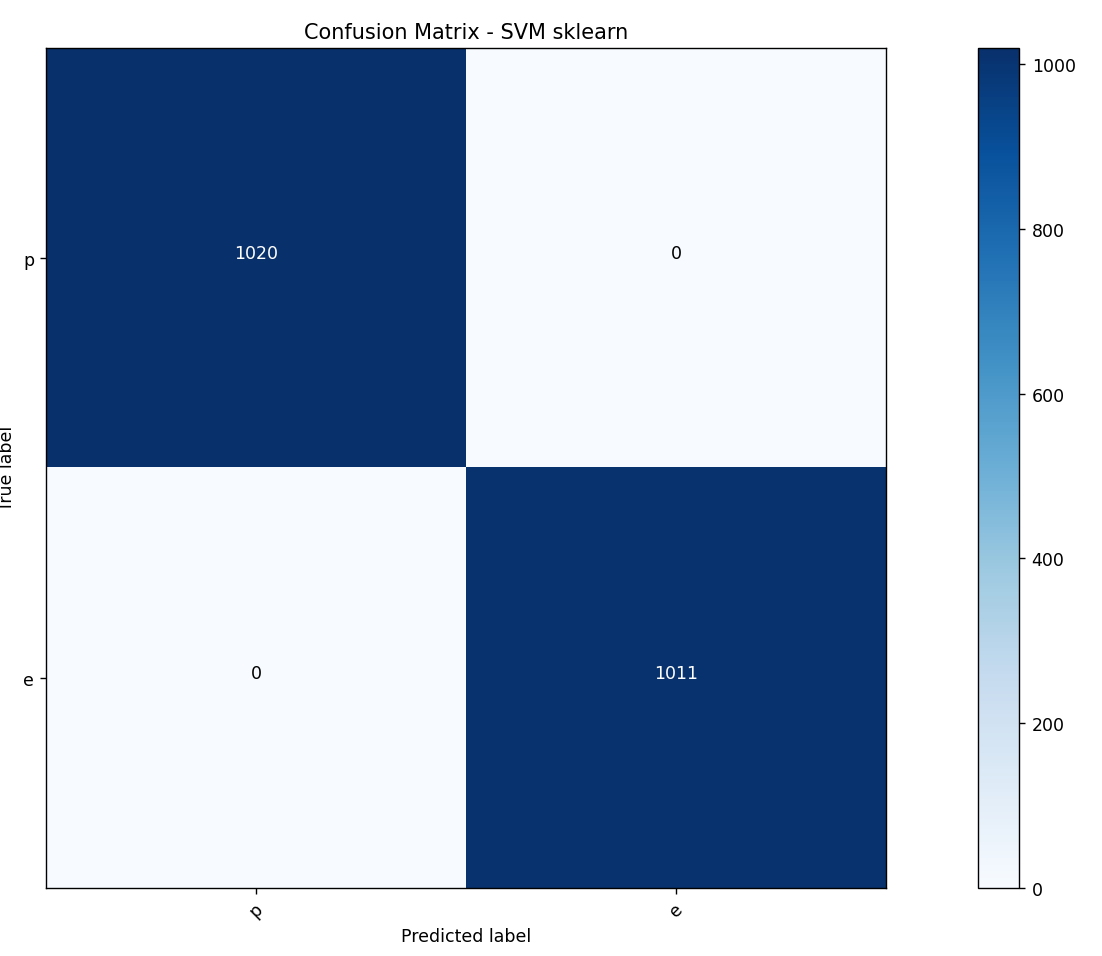 Confusion Matrix - SVM sklearn
1020
0
0
1011
p
e
True label
p
e
Predicted label
1000
800
600
400
200
0